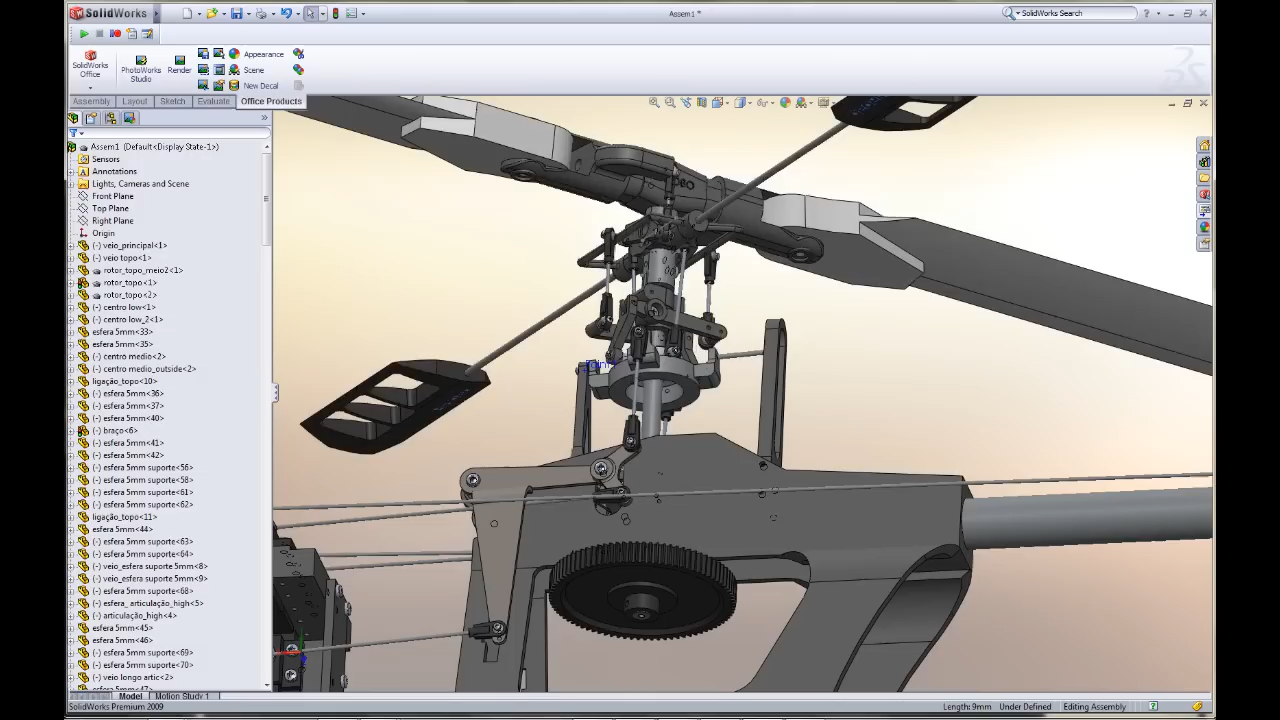 SolidWorks
Assem1 *
SolidWorks Search
SolidWorks
Office
PhotoWorks
Studio
Render
Appearance
Scene
New Decal
Assembly
Layout
Sketch
Evaluate
Office Products
Assem1 (Default<Display State-1>)
Sensors
Annotations
Lights, Cameras and Scene
Front Plane
Top Plane
Right Plane
Origin
(-) veio_principal<1>
(-) veio topo<1>
rotor_topo_meio2<1>
rotor_topo<1>
rotor_topo<2>
(-) centro low<1>
(-) centro low_2<1>
esfera 5mm<33>
esfera 5mm<35>
(-) centro medio<2>
(-) centro medio_outside<2>
ligação_topo<10>
(-) esfera 5mm<36>
(-) esfera 5mm<37>
(-) esfera 5mm<40>
(-) braço<6>
(-) esfera 5mm<41>
(-) esfera 5mm<42>
(-) esfera 5mm suporte<56>
(-) esfera 5mm suporte<58>
(-) esfera 5mm suporte<61>
(-) esfera 5mm suporte<62>
ligação_topo<11>
esfera 5mm<44>
(-) esfera 5mm suporte<63>
(-) esfera 5mm suporte<64>
(-) veio_esfera suporte 5mm<8>
(-) veio_esfera suporte 5mm<9>
(-) esfera 5mm suporte<68>
(-) esfera_ articulação_high<5>
(-) articulação_high<4>
esfera 5mm<45>
esfera 5mm<46>
(-) esfera 5mm suporte<69>
(-) esfera 5mm suporte<70>
(-) veio longo artic<2>
esfera 5mm<47>
Model
Motion Study 1
SolidWorks Premium 2009
Length: 9mm
Under Defined
Editing Assembly